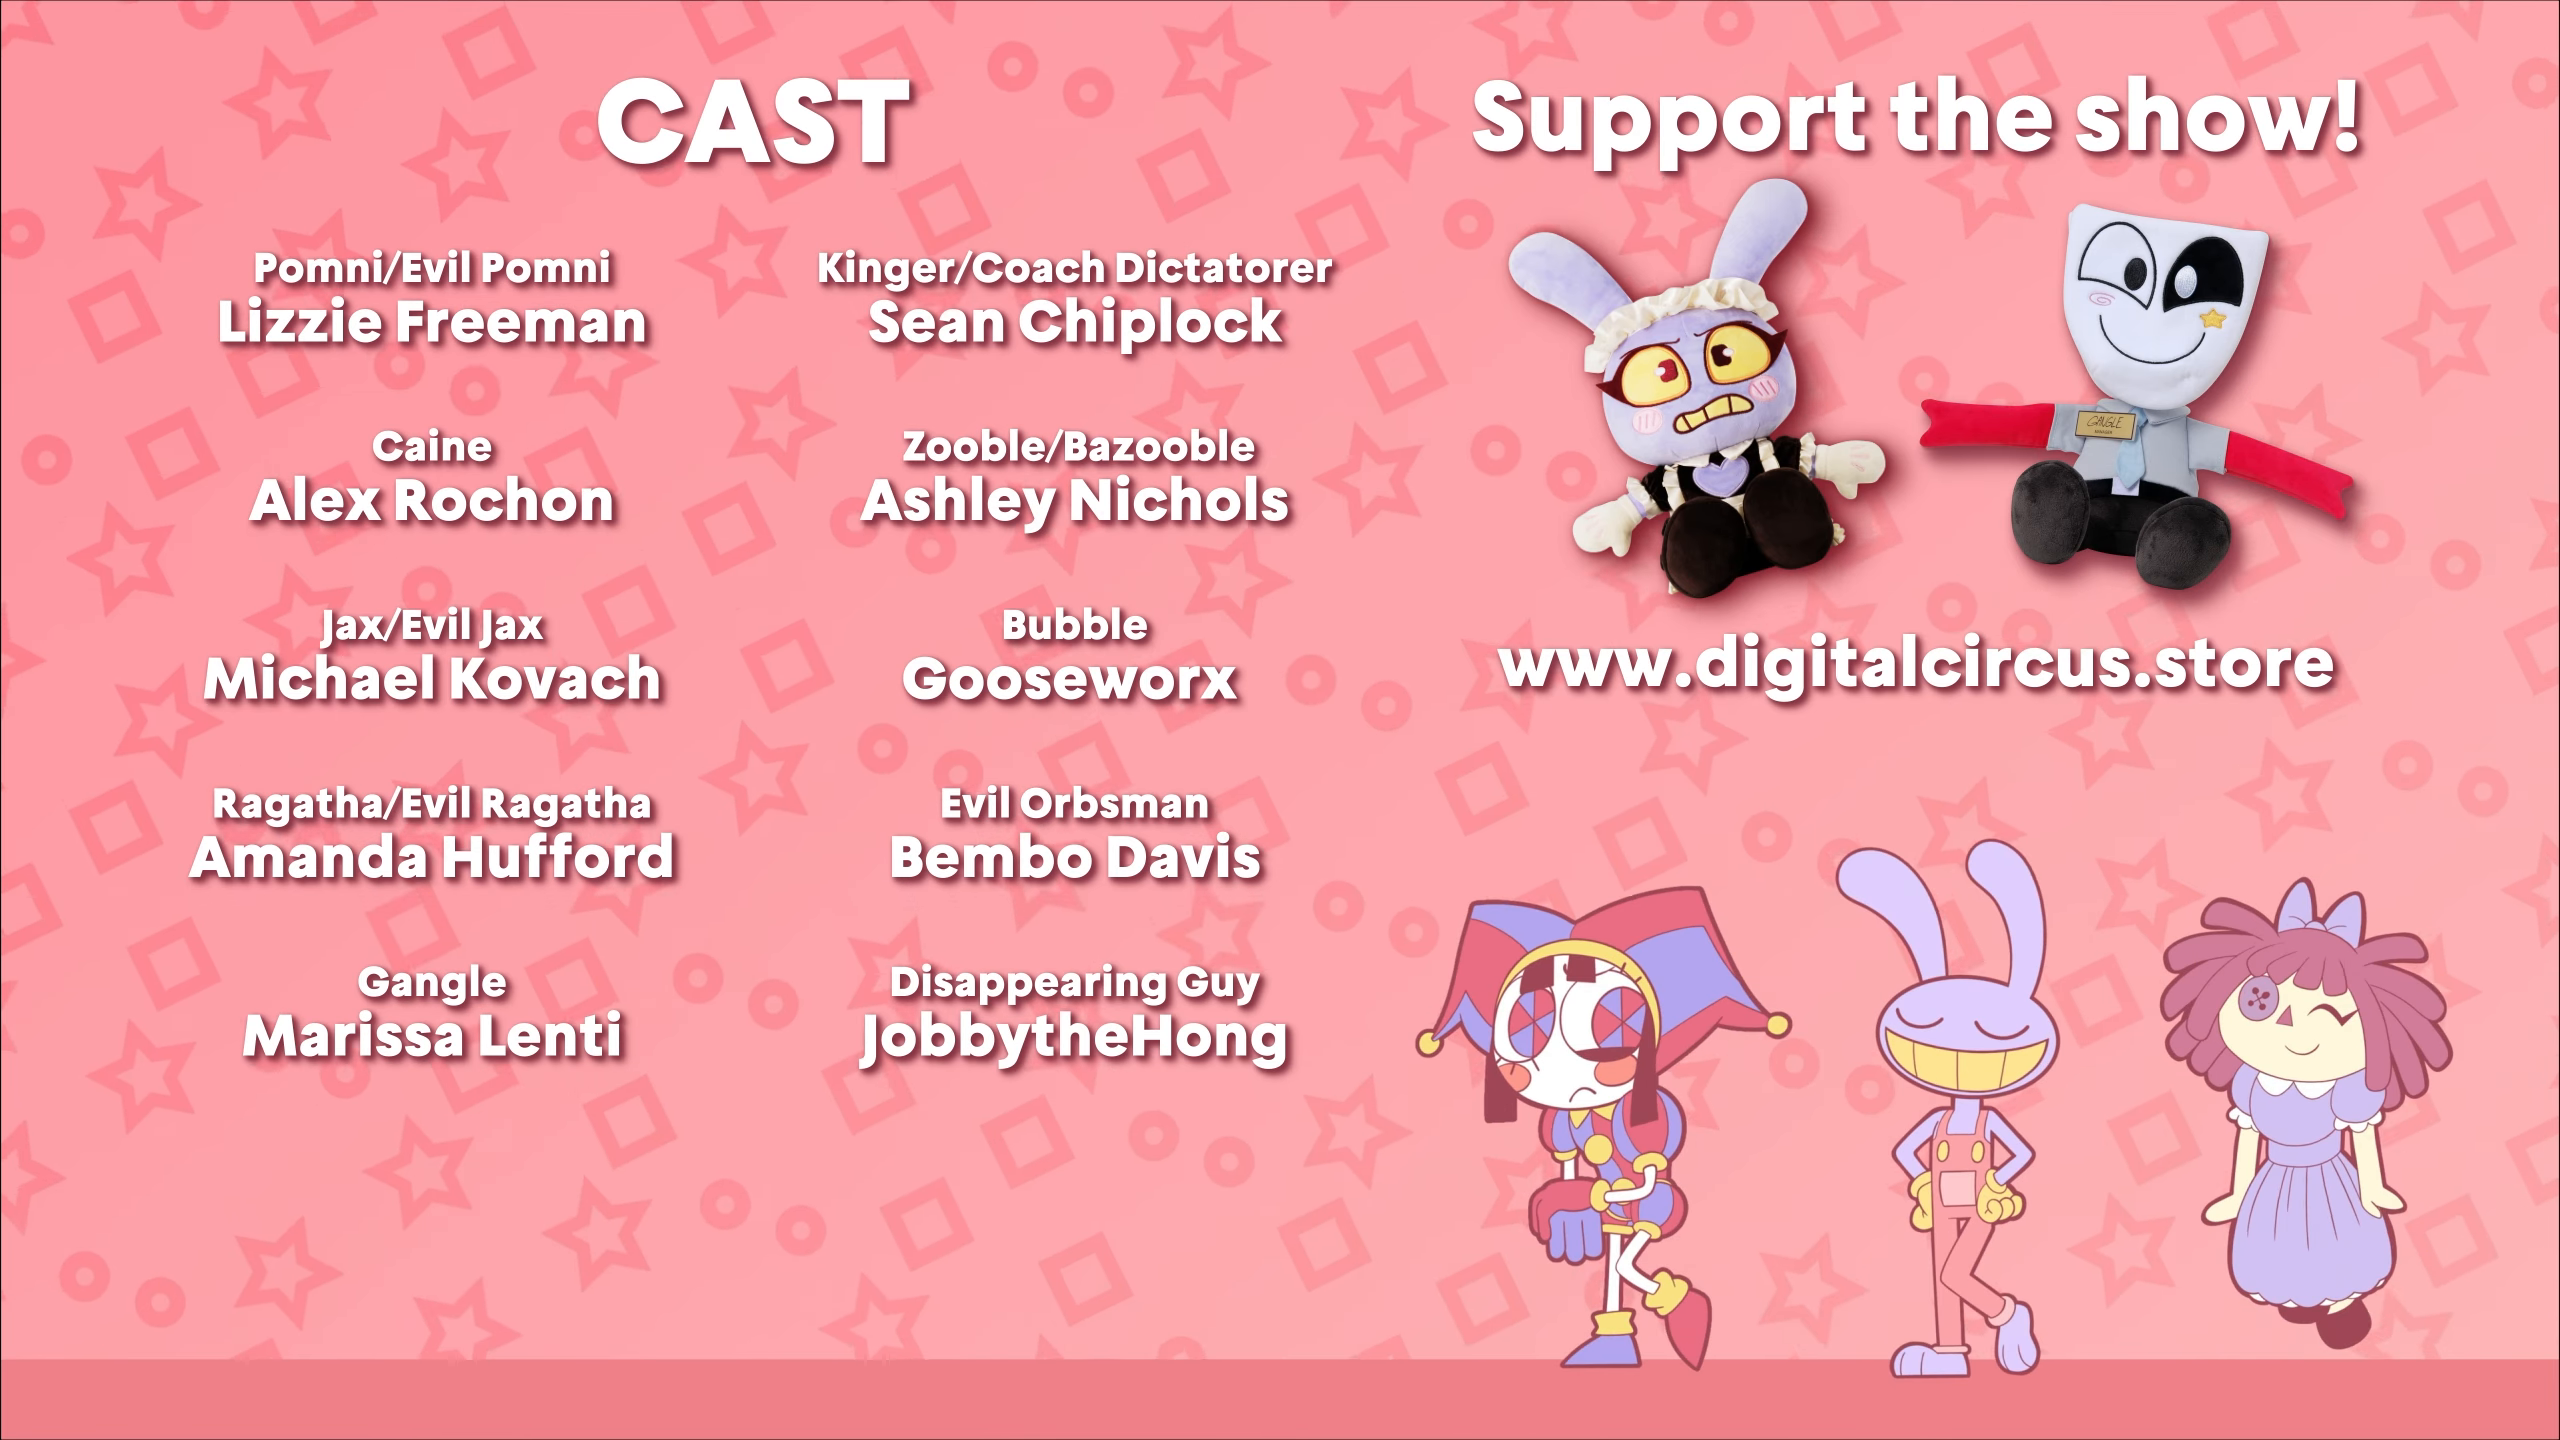 CAST
Pomni/Evil Pomni
Lizzie Freeman
Caine
Alex Rochon
Jax/Evil Jax
Michael Kovach
Ragatha/Evil Ragatha
Amanda Hufford
Gangle
Marissa Lenti
Kinger/Coach Dictatorer
Sean Chiplock
Zooble/Bazooble
Ashley Nichols
Bubble
Gooseworx
Evil Orbsman
Bembo Davis
Disappearing Guy
JobbytheHong
Support the show!
GANGLE
MANAGER
www.digitalcircus.store